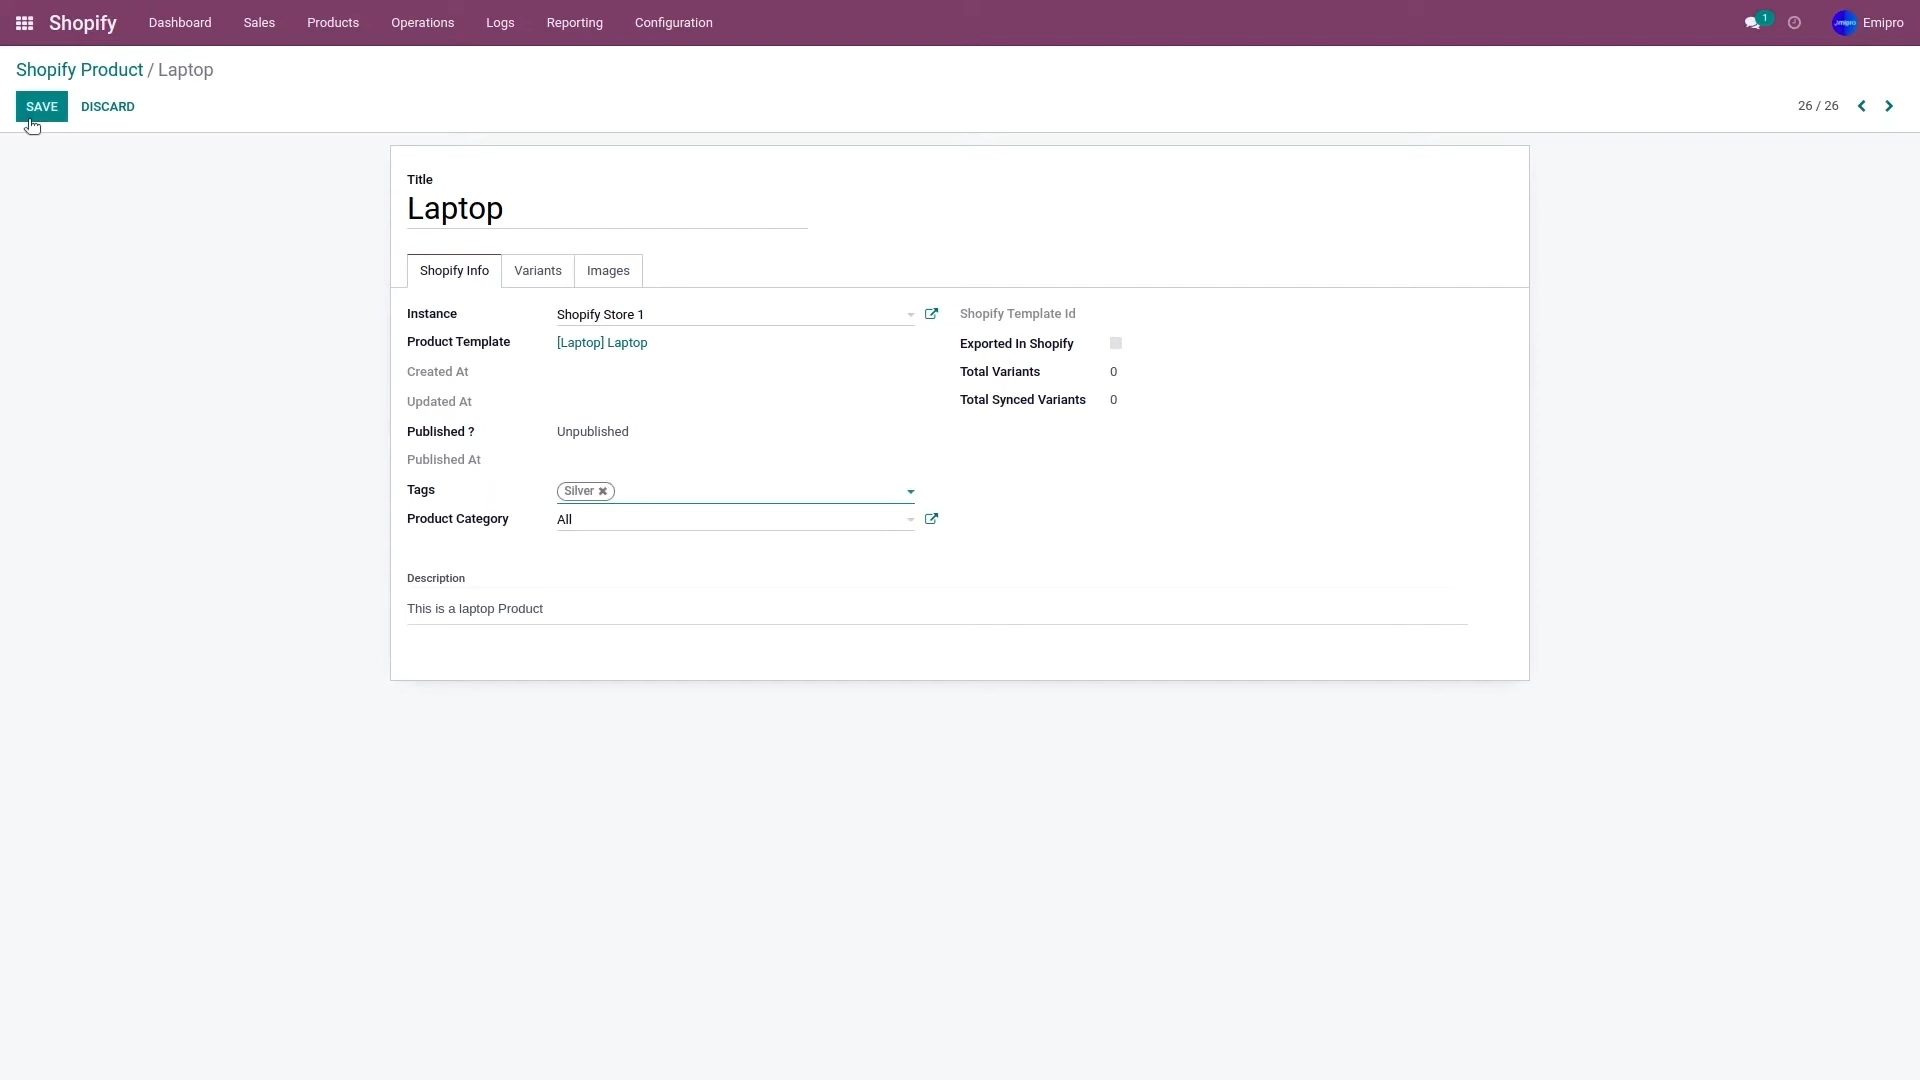 Shopify Dashboard Sales Products Operations Logs Reporting Configuration 1 Emipro
Shopify Product / Laptop
SAVE DISCARD 26 / 26
Title
Laptop
Shopify Info Variants Images
Instance Shopify Store 1 Shopify Template Id
Product Template [Laptop] Laptop Exported In Shopify
Created At Total Variants 0
Updated At Total Synced Variants 0
Published ? Unpublished
Published At
Tags Silver
Product Category All
Description
This is a laptop Product